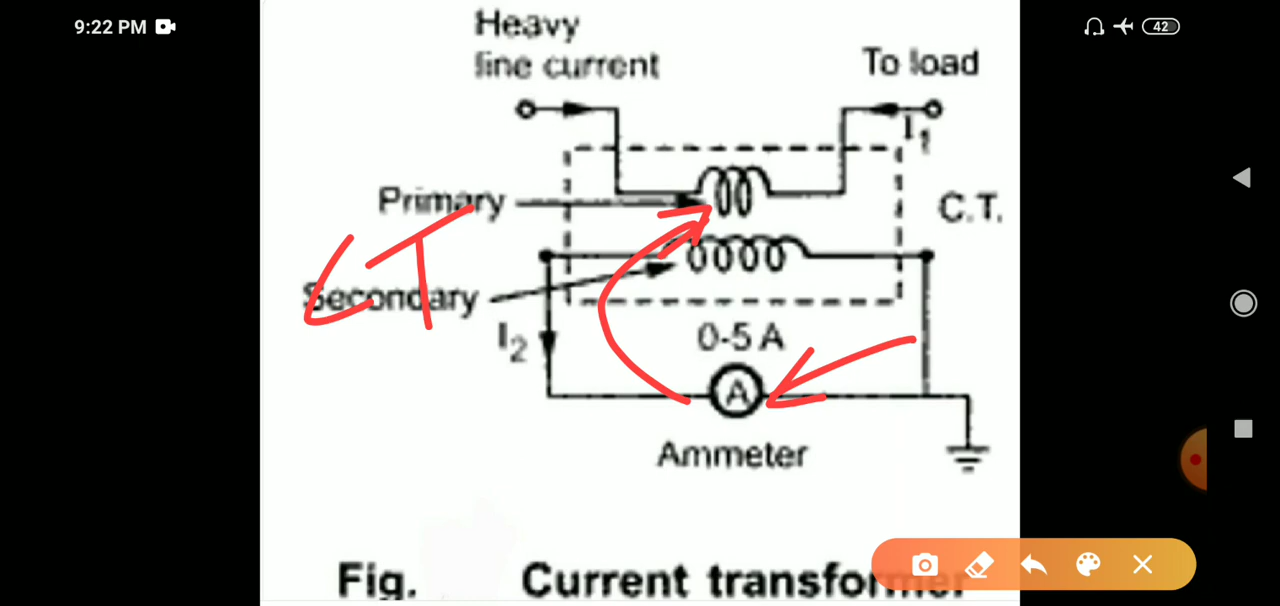 9:22 PM
42
Heavy
line current
To load
I1
Primary
C.T.
CT
Secondary
I2
0-5 A
A
Ammeter
Fig. Current transformer